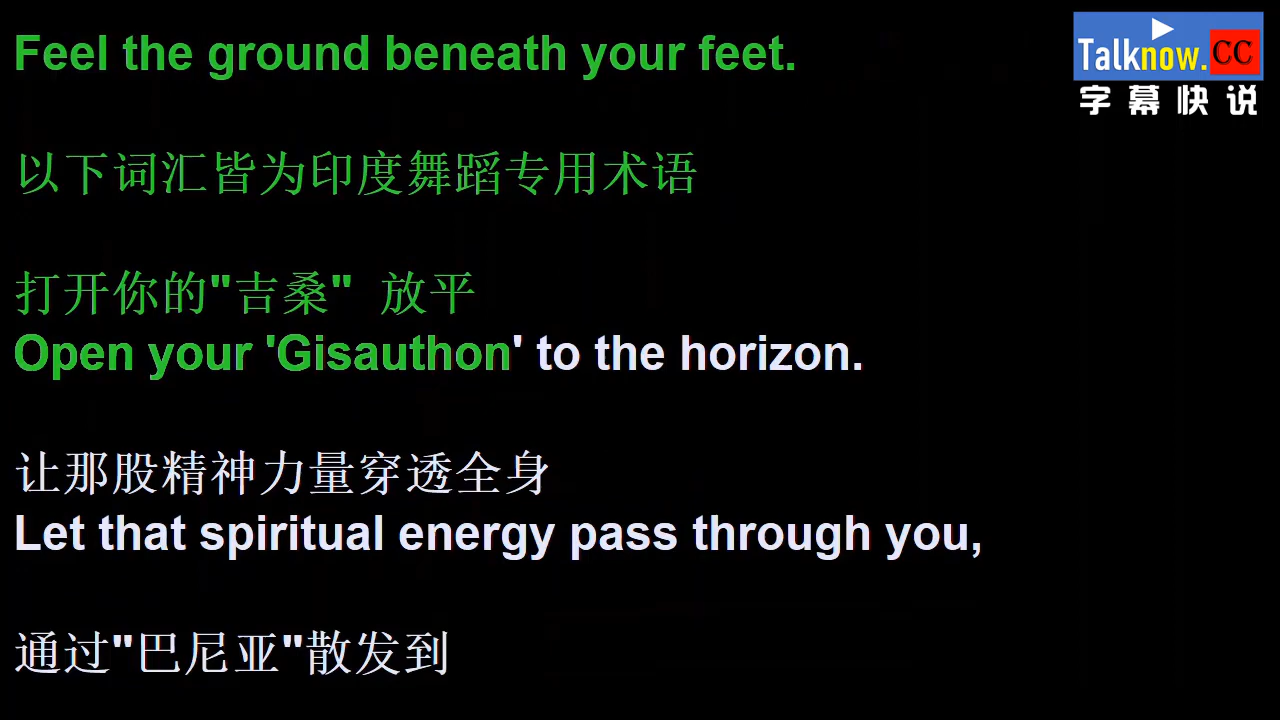 Feel the ground beneath your feet.
Talknow.CC
字幕快说
以下词汇皆为印度舞蹈专用术语
打开你的"吉桑" 放平
Open your 'Gisauthon' to the horizon.
让那股精神力量穿透全身
Let that spiritual energy pass through you,
通过"巴尼亚"散发到